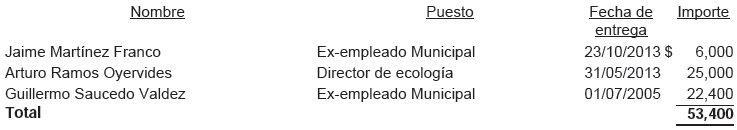 Nombre Puesto Fecha de entrega Importe
Jaime Martínez Franco Ex-empleado Municipal 23/10/2013 $ 6,000
Arturo Ramos Oyervides Director de ecología 31/05/2013 25,000
Guillermo Saucedo Valdez Ex-empleado Municipal 01/07/2005 22,400
Total 53,400